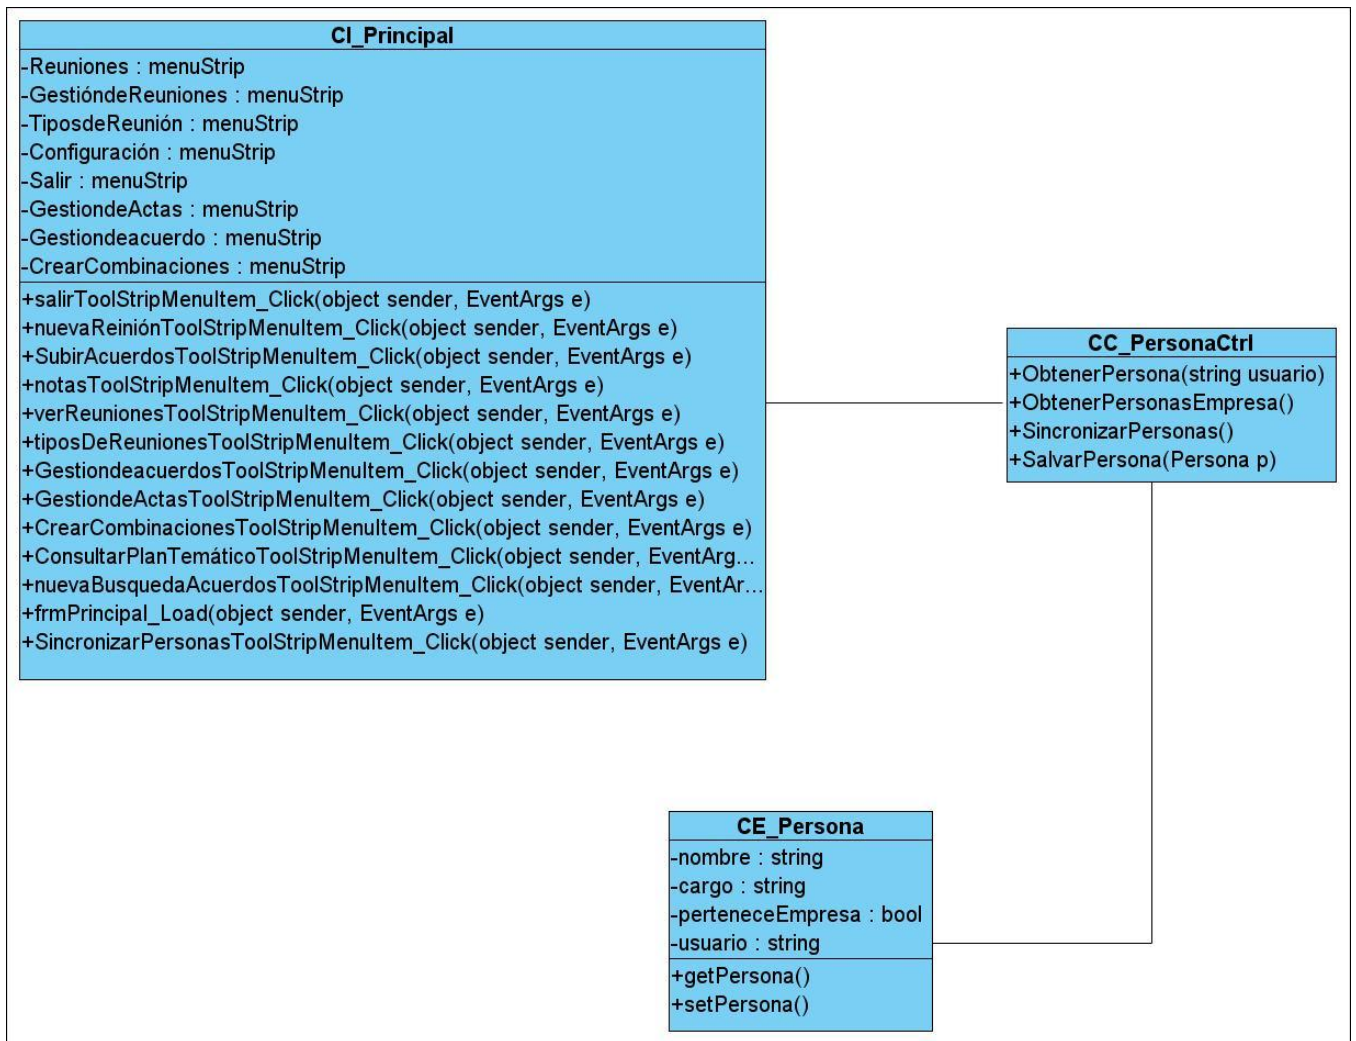 CI_Principal
-Reuniones : menuStrip
-GestióndeReuniones : menuStrip
-TiposdeReunión : menuStrip
-Configuración : menuStrip
-Salir : menuStrip
-GestiondeActas : menuStrip
-Gestiondeacuerdo : menuStrip
-CrearCombinaciones : menuStrip
+salirToolStripMenuItem_Click(object sender, EventArgs e)
+nuevaReiniónToolStripMenuItem_Click(object sender, EventArgs e)
+SubirAcuerdosToolStripMenuItem_Click(object sender, EventArgs e)
+notasToolStripMenuItem_Click(object sender, EventArgs e)
+verReunionesToolStripMenuItem_Click(object sender, EventArgs e)
+tiposDeReunionesToolStripMenuItem_Click(object sender, EventArgs e)
+GestiondeacuerdosToolStripMenuItem_Click(object sender, EventArgs e)
+GestiondeActasToolStripMenuItem_Click(object sender, EventArgs e)
+CrearCombinacionesToolStripMenuItem_Click(object sender, EventArgs e)
+ConsultarPlanTemáticoToolStripMenuItem_Click(object sender, EventArg...
+nuevaBusquedaAcuerdosToolStripMenuItem_Click(object sender, EventAr...
+frmPrincipal_Load(object sender, EventArgs e)
+SincronizarPersonasToolStripMenuItem_Click(object sender, EventArgs e)
CC_PersonaCtrl
+ObtenerPersona(string usuario)
+ObtenerPersonasEmpresa()
+SincronizarPersonas()
+SalvarPersona(Persona p)
CE_Persona
-nombre : string
-cargo : string
-perteneceEmpresa : bool
-usuario : string
+getPersona()
+setPersona()